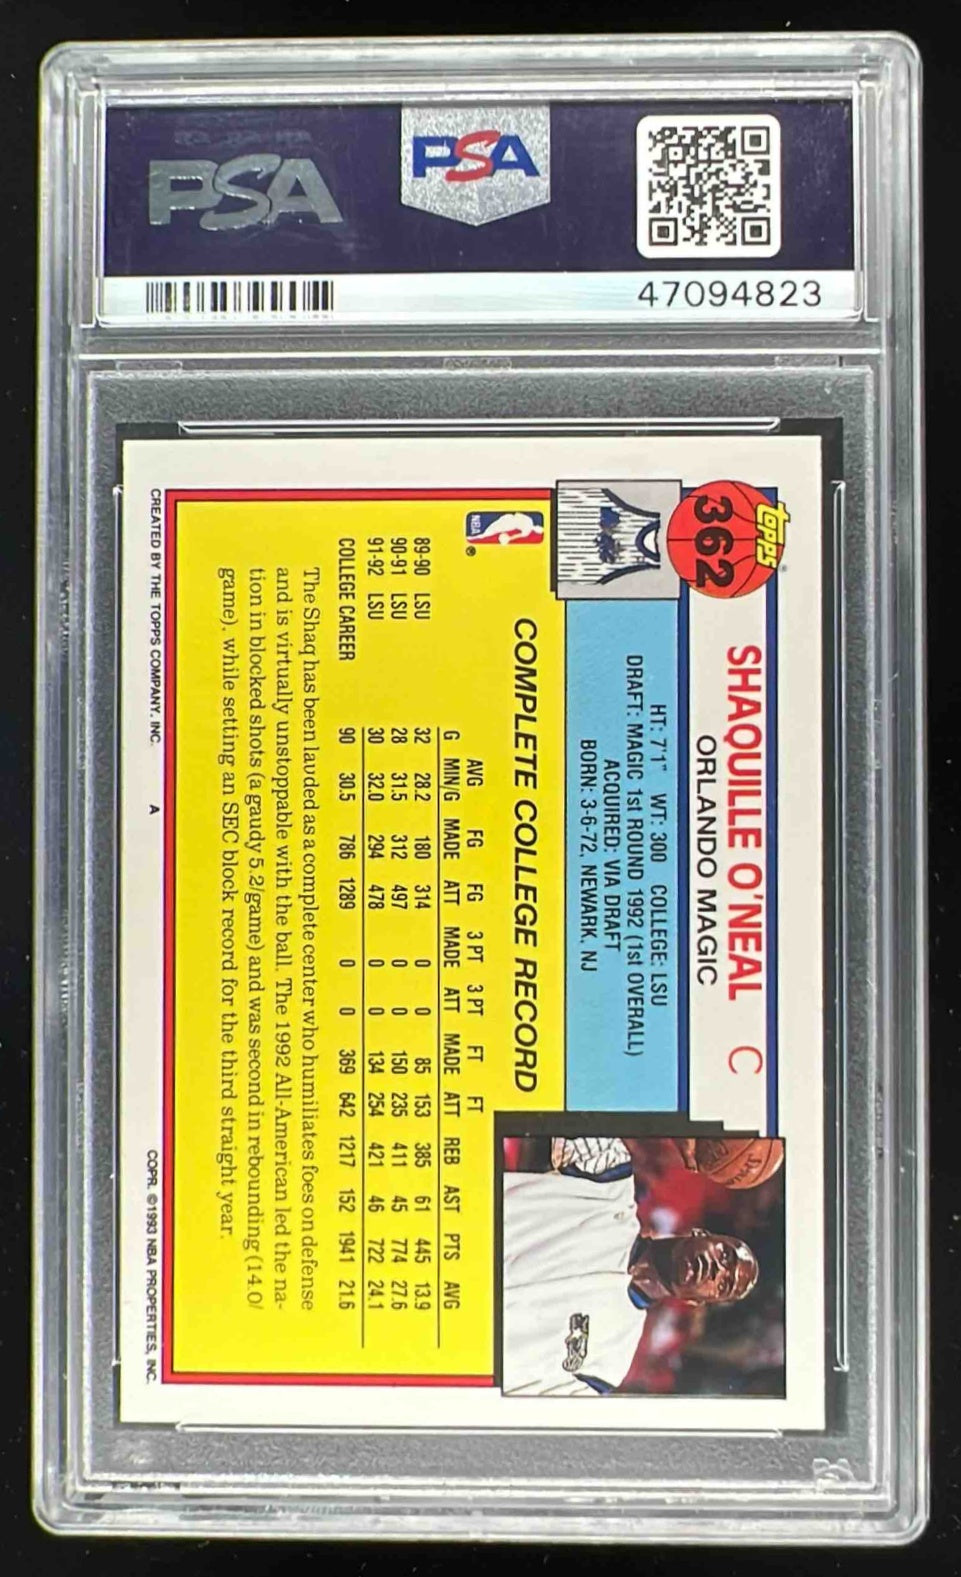 PSA
PSA
47094823
topps
362
SHAQUILLE O'NEAL C
ORLANDO MAGIC
HT: 7'1" WT: 300 COLLEGE: LSU
DRAFT: MAGIC 1st ROUND 1992 (1st OVERALL)
ACQUIRED: VIA DRAFT
BORN: 3-6-72, NEWARK, NJ
NBA ®
COMPLETE COLLEGE RECORD
AVG FG FG 3 PT 3 PT FT FT
G MIN/G MADE ATT MADE ATT MADE ATT REB AST PTS AVG
89-90 LSU 32 28.2 180 314 0 0 85 153 385 61 445 13.9
90-91 LSU 28 31.5 312 497 0 0 150 235 411 45 774 27.6
91-92 LSU 30 32.0 294 478 0 0 134 254 421 46 722 24.1
COLLEGE CAREER 90 30.5 786 1289 0 0 369 642 1217 152 1941 21.6
The Shaq has been lauded as a complete center who humiliates foes on defense
and is virtually unstoppable with the ball. The 1992 All-American led the na-
tion in blocked shots (a gaudy 5.2/game) and was second in rebounding (14.0/
game), while setting an SEC block record for the third straight year.
CREATED BY THE TOPPS COMPANY, INC. A COPR. ©1993 NBA PROPERTIES, INC.